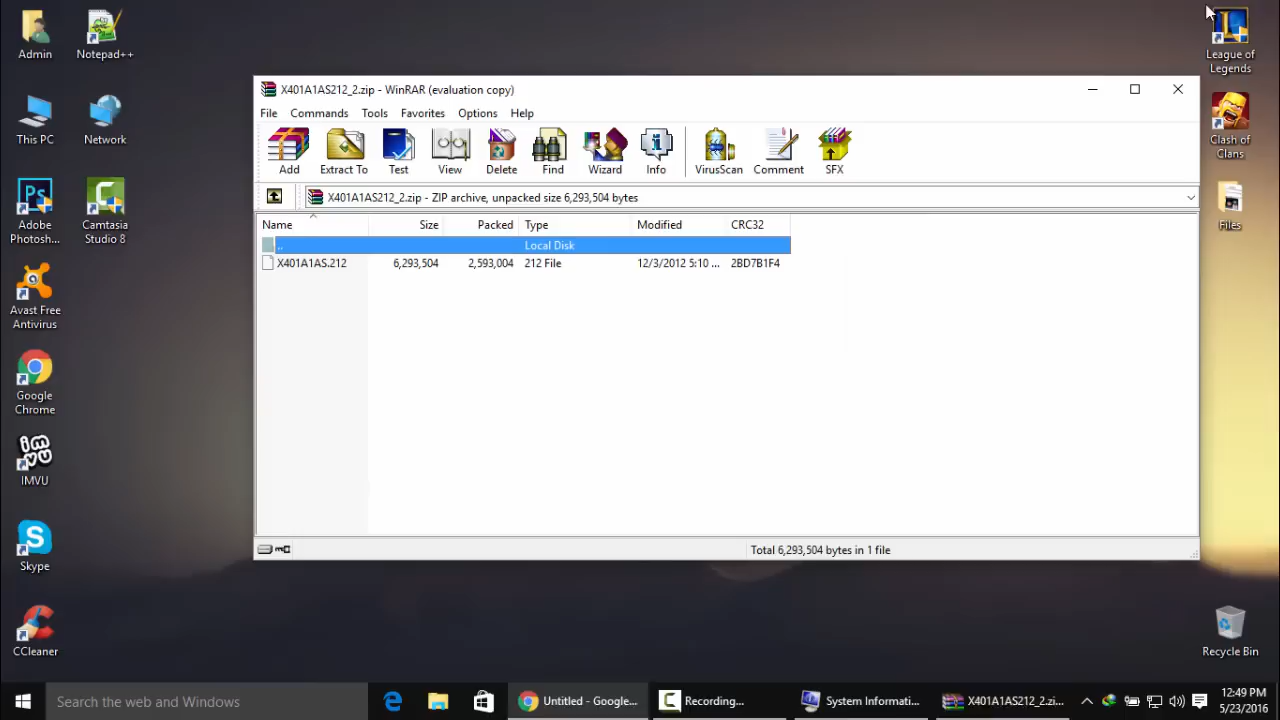 Admin
Notepad++
This PC
Network
Adobe
Photosh...
Camtasia
Studio 8
Avast Free
Antivirus
Google
Chrome
IMVU
Skype
CCleaner
X401A1AS212_2.zip - WinRAR (evaluation copy)
File Commands Tools Favorites Options Help
Add Extract To Test View Delete Find Wizard Info VirusScan Comment SFX
X401A1AS212_2.zip - ZIP archive, unpacked size 6,293,504 bytes
Name Size Packed Type Modified CRC32
.. Local Disk
X401A1AS.212 6,293,504 2,593,004 212 File 12/3/2012 5:10 ... 2BD7B1F4
Total 6,293,504 bytes in 1 file
League of
Legends
Clash of
Clans
Files
Recycle Bin
Search the web and Windows
Untitled - Google...
Recording...
System Informati...
X401A1AS212_2.zi...
12:49 PM
5/23/2016